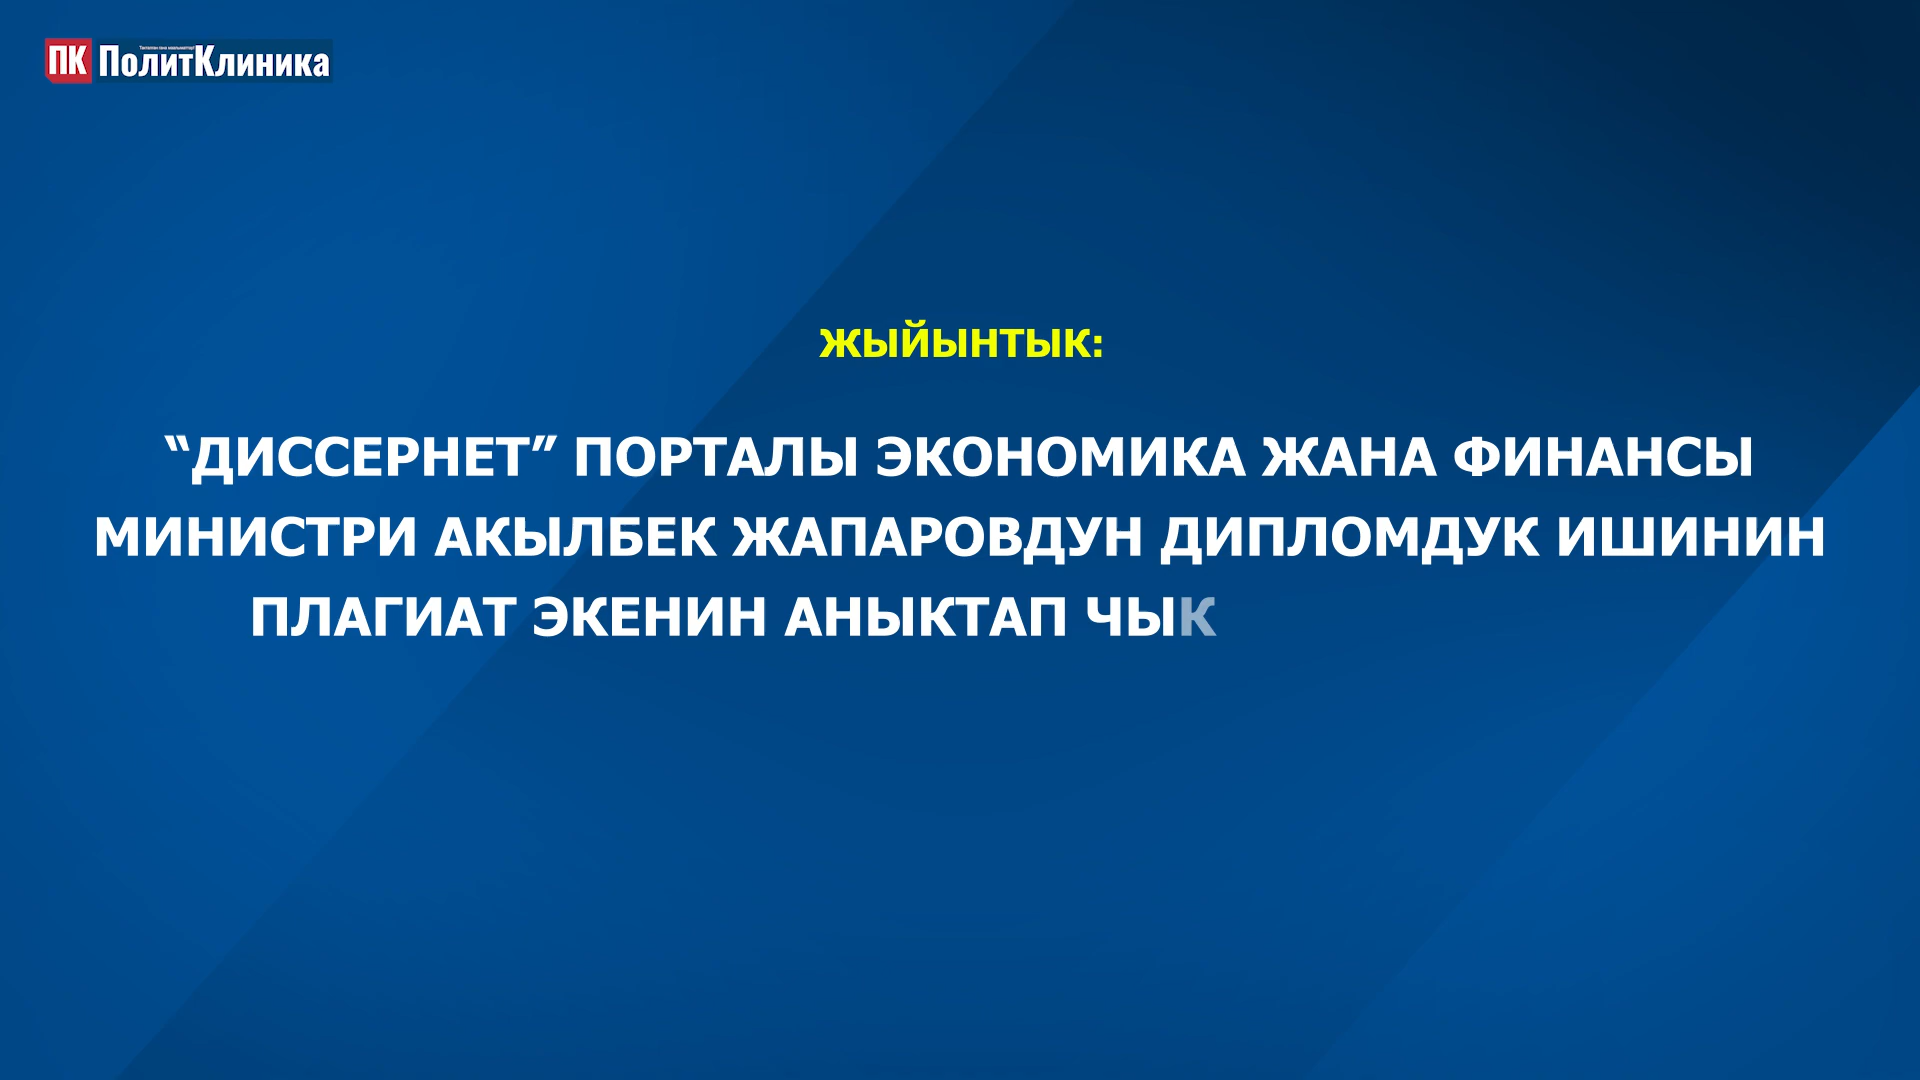 ПК ПолитКлиника
ЖЫЙЫНТЫК:
“ДИССЕРНЕТ” ПОРТАЛЫ ЭКОНОМИКА ЖАНА ФИНАНСЫ
МИНИСТРИ АКЫЛБЕК ЖАПАРОВДУН ДИПЛОМДУК ИШИНИН
ПЛАГИАТ ЭКЕНИН АНЫКТАП ЧЫК